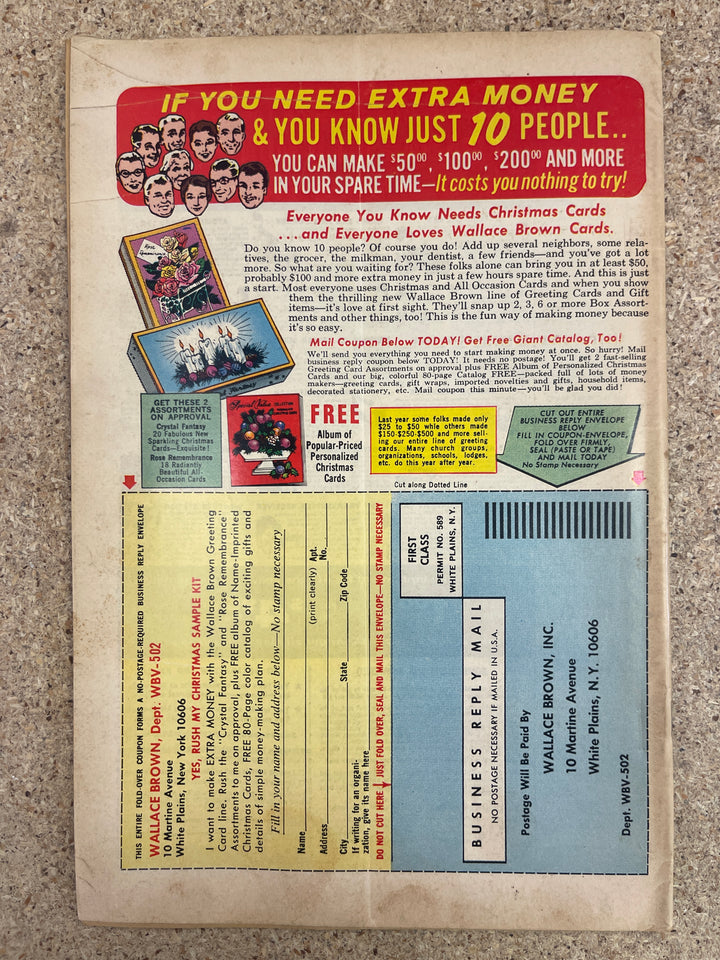 IF YOU NEED EXTRA MONEY
& YOU KNOW JUST 10 PEOPLE..
YOU CAN MAKE $50⁰⁰, $100⁰⁰, $200⁰⁰ AND MORE
IN YOUR SPARE TIME—It costs you nothing to try!
Everyone You Know Needs Christmas Cards
...and Everyone Loves Wallace Brown Cards.
Do you know 10 people? Of course you do! Add up several neighbors, some rela-
tives, the grocer, the milkman, your dentist, a few friends—and you've got a lot
more. So what are you waiting for? These folks alone can bring you in at least $50,
probably $100 and more extra money in just a few hours spare time. And this is just
a start. Most everyone uses Christmas and All Occasion Cards and when you show
them the thrilling new Wallace Brown line of Greeting Cards and Gift
items—it's love at first sight. They'll snap up 2, 3, 6 or more Box Assort-
ments and other things, too! This is the fun way of making money because
it's so easy.
Mail Coupon Below TODAY! Get Free Giant Catalog, Too!
We'll send you everything you need to start making money at once. So hurry! Mail
business reply coupon below TODAY! It needs no postage! You'll get 2 fast-selling
Greeting Card Assortments on approval plus FREE Album of Personalized Christmas
Cards and our big, colorful 80-page Catalog FREE—packed full of lots of money
makers—greeting cards, gift wraps, imported novelties and gifts, household items,
decorated stationery, etc. Mail coupon this minute—you'll be glad you did!
Rose Remembrance
GET THESE 2
ASSORTMENTS
ON APPROVAL
Crystal Fantasy
20 Fabulous New
Sparking Christmas
Cards—Exquisite!
Rose Remembrance
18 Radiantly
Beautiful All-
Occasion Cards
Special Value COLLECTION
FREE
Album of
Popular-Priced
Personalized
Christmas
Cards
Last year some folks made only
$25 to $50 while others made
$150-$250-$500 and more sell-
ing our entire line of greeting
cards. Many church groups,
organizations, schools, lodges,
etc. do this year after year.
CUT OUT ENTIRE
BUSINESS REPLY ENVELOPE
BELOW
FILL IN COUPON-ENVELOPE,
FOLD OVER FIRMLY,
SEAL (PASTE OR TAPE)
AND MAIL TODAY
No Stamp Necessary
Cut along Dotted Line
THIS ENTIRE FOLD-OVER COUPON FORMS A NO-POSTAGE-REQUIRED BUSINESS REPLY ENVELOPE
WALLACE BROWN, Dept. WBV-502
10 Martine Avenue
White Plains, New York 10606
YES, RUSH MY CHRISTMAS SAMPLE KIT
I want to make EXTRA MONEY with the Wallace Brown Greeting
Card line. Rush the "Crystal Fantasy" and "Rose Remembrance"
Assortments to me on approval, plus FREE album of Name-Imprinted
Christmas Cards, FREE 80-Page color catalog of exciting gifts and
details of simple money-making plan.
Fill in your name and address below—No stamp necessary
Name
(print clearly)
Apt.
No.
Address
City
State
Zip Code
If writing for an organi-
zation, give its name here
DO NOT CUT HERE JUST FOLD OVER, SEAL AND MAIL THIS ENVELOPE—NO STAMP NECESSARY
FIRST
CLASS
PERMIT NO. 589
WHITE PLAINS, N.Y.
BUSINESS REPLY MAIL
NO POSTAGE NECESSARY IF MAILED IN U.S.A.
Postage Will Be Paid By
WALLACE BROWN, INC.
10 Martine Avenue
White Plains, N. Y. 10606
Dept. WBV-502